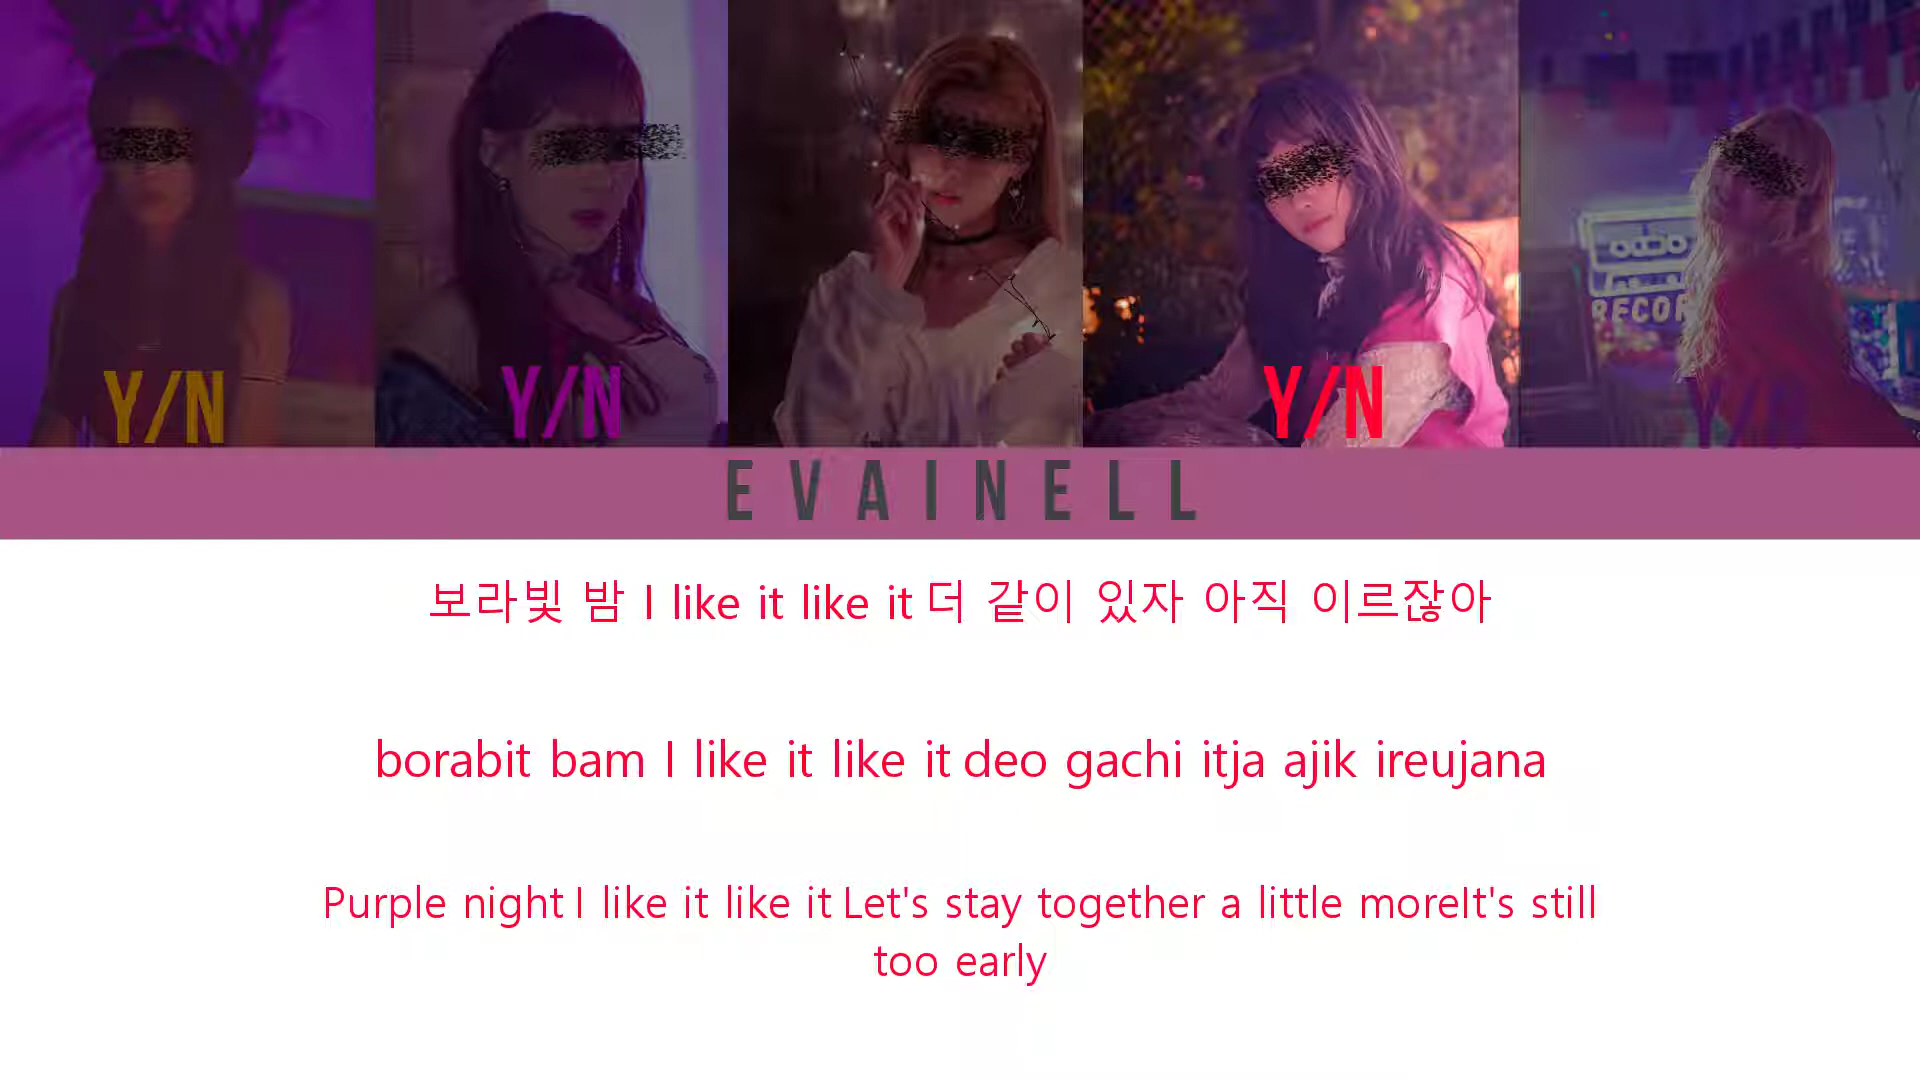 RECOR
Y/N
Y/N
Y/N
EVAINELL
보라빛 밤 I like it like it 더 같이 있자 아직 이르잖아
borabit bam I like it like it deo gachi itja ajik ireujana
Purple night I like it like it Let's stay together a little moreIt's still
too early